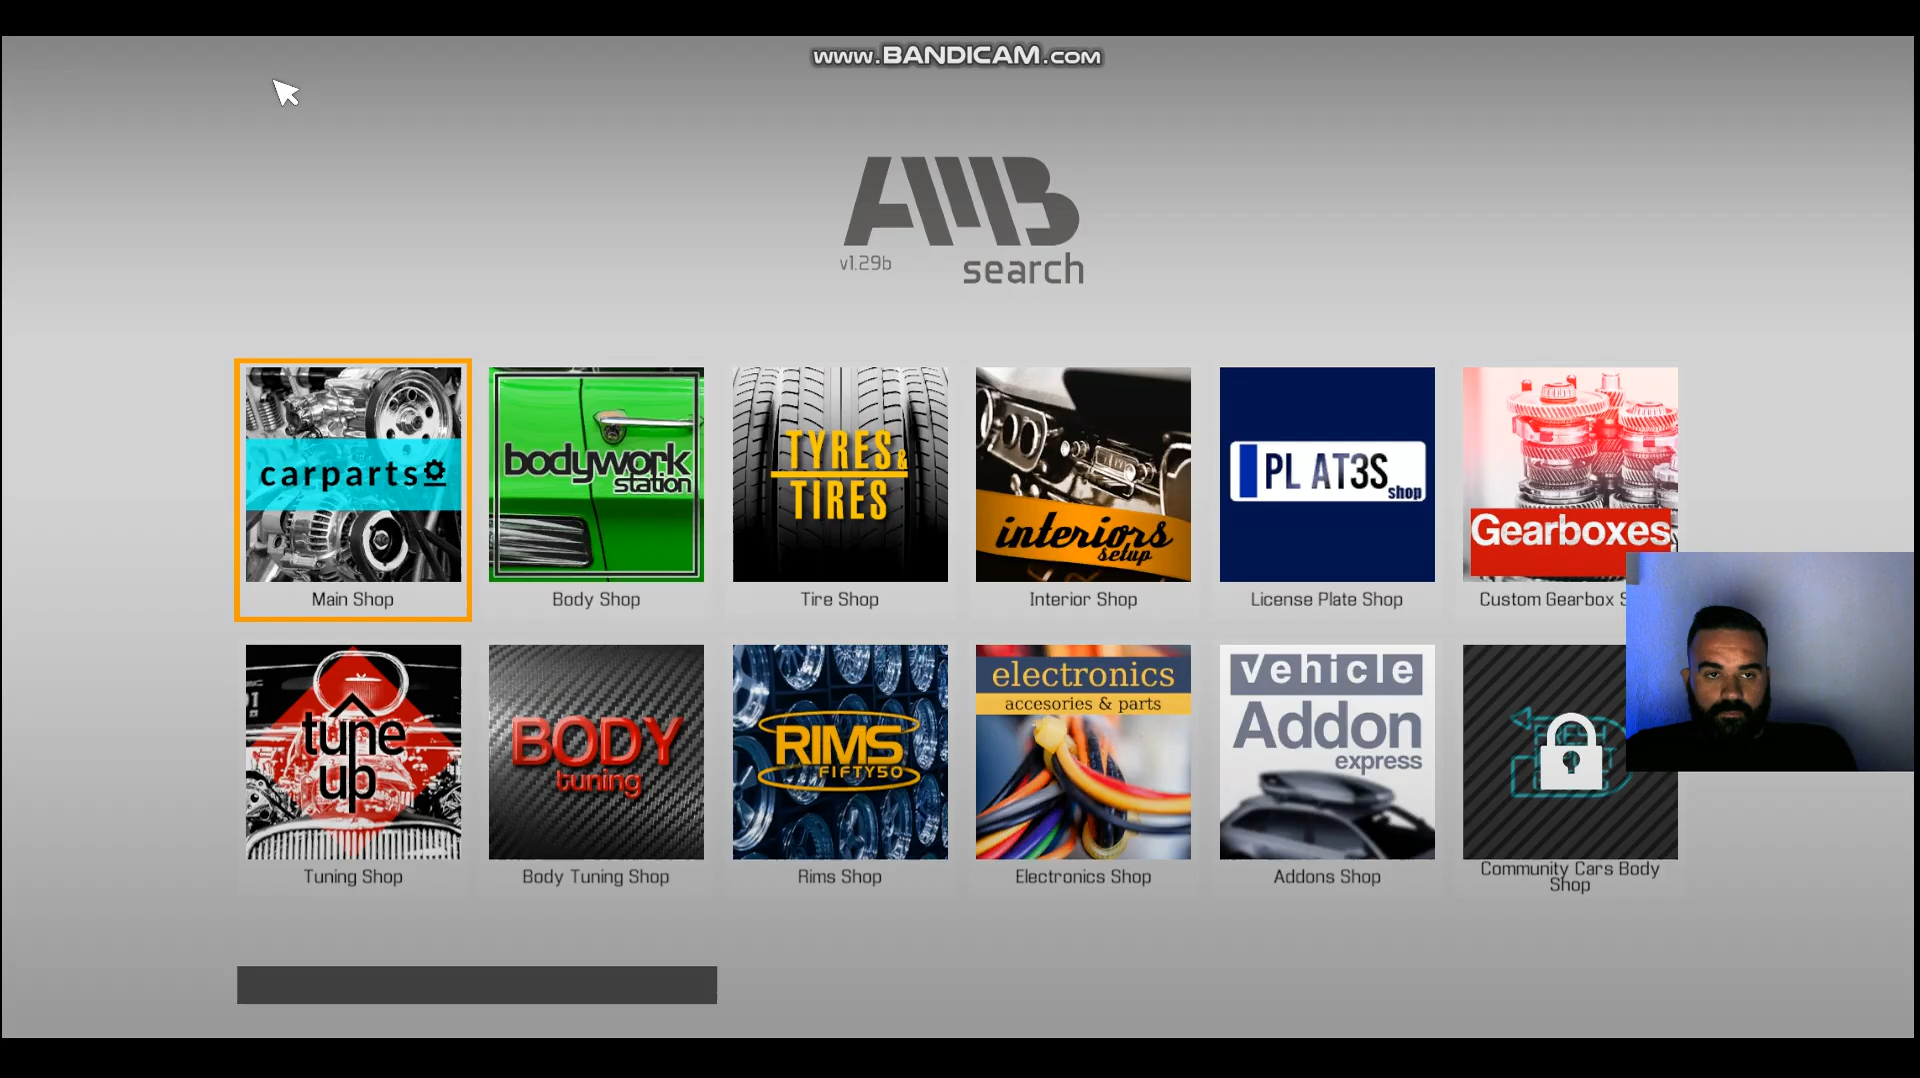 www.BANDICAM.com
AMB
v1.29b
search
carparts
bodywork
station
TYRES &
TIRES
interiors
setup
PL AT3S
shop
Gearboxes
Main Shop
Body Shop
Tire Shop
Interior Shop
License Plate Shop
Custom Gearbox S
tune
up
BODY
tuning
RIMS
FIFTY50
electronics
accesories & parts
vehicle
Addon
express
Tuning Shop
Body Tuning Shop
Rims Shop
Electronics Shop
Addons Shop
Community Cars Body
Shop